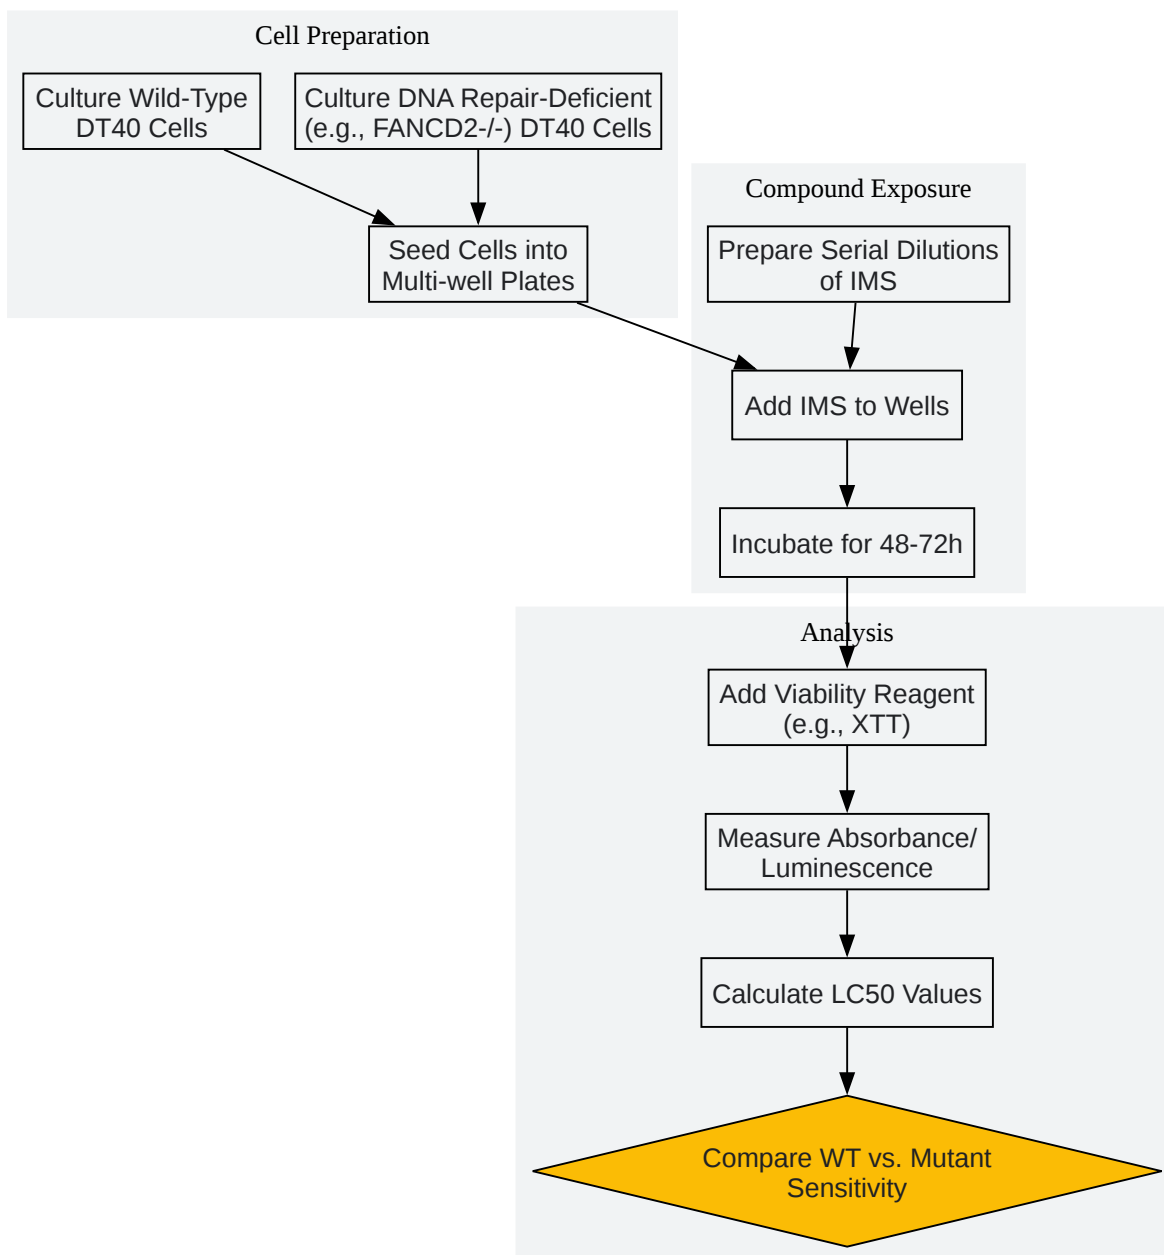 Cell Preparation
Culture Wild-Type
DT40 Cells
Culture DNA Repair-Deficient
(e.g., FANCD2-/-) DT40 Cells
Seed Cells into
Multi-well Plates
Compound Exposure
Prepare Serial Dilutions
of IMS
Add IMS to Wells
Incubate for 48-72h
Analysis
Add Viability Reagent
(e.g., XTT)
Measure Absorbance/
Luminescence
Calculate LC50 Values
Compare WT vs. Mutant
Sensitivity